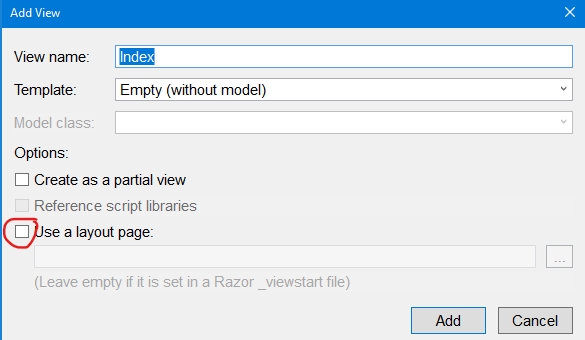 Add View
View name: Index
Template: Empty (without model)
Model class:
Options:
Create as a partial view
Reference script libraries
Use a layout page:
...
(Leave empty if it is set in a Razor _viewstart file)
Add Cancel